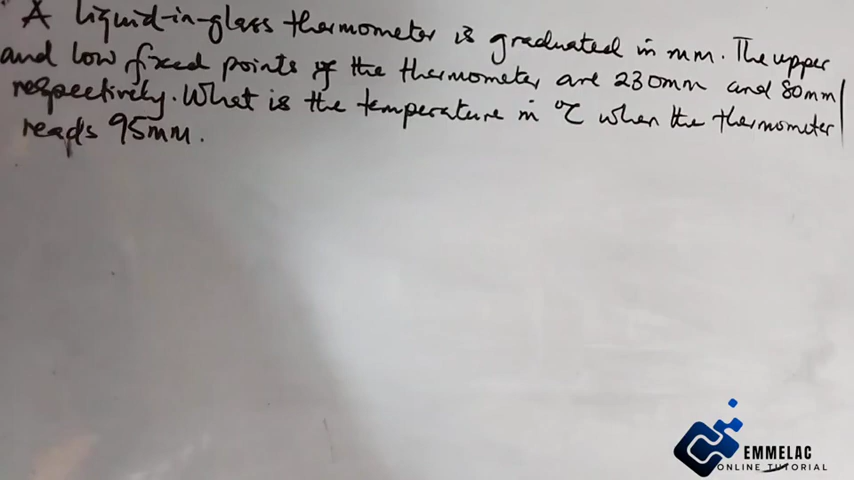 A liquid-in-glass thermometer is graduated in mm. The upper
and low fixed points of the thermometer are 230mm and 80mm
respectively. What is the temperature in °C when the thermometer
reads 95mm.
EMMELAC
ONLINE TUTORIAL